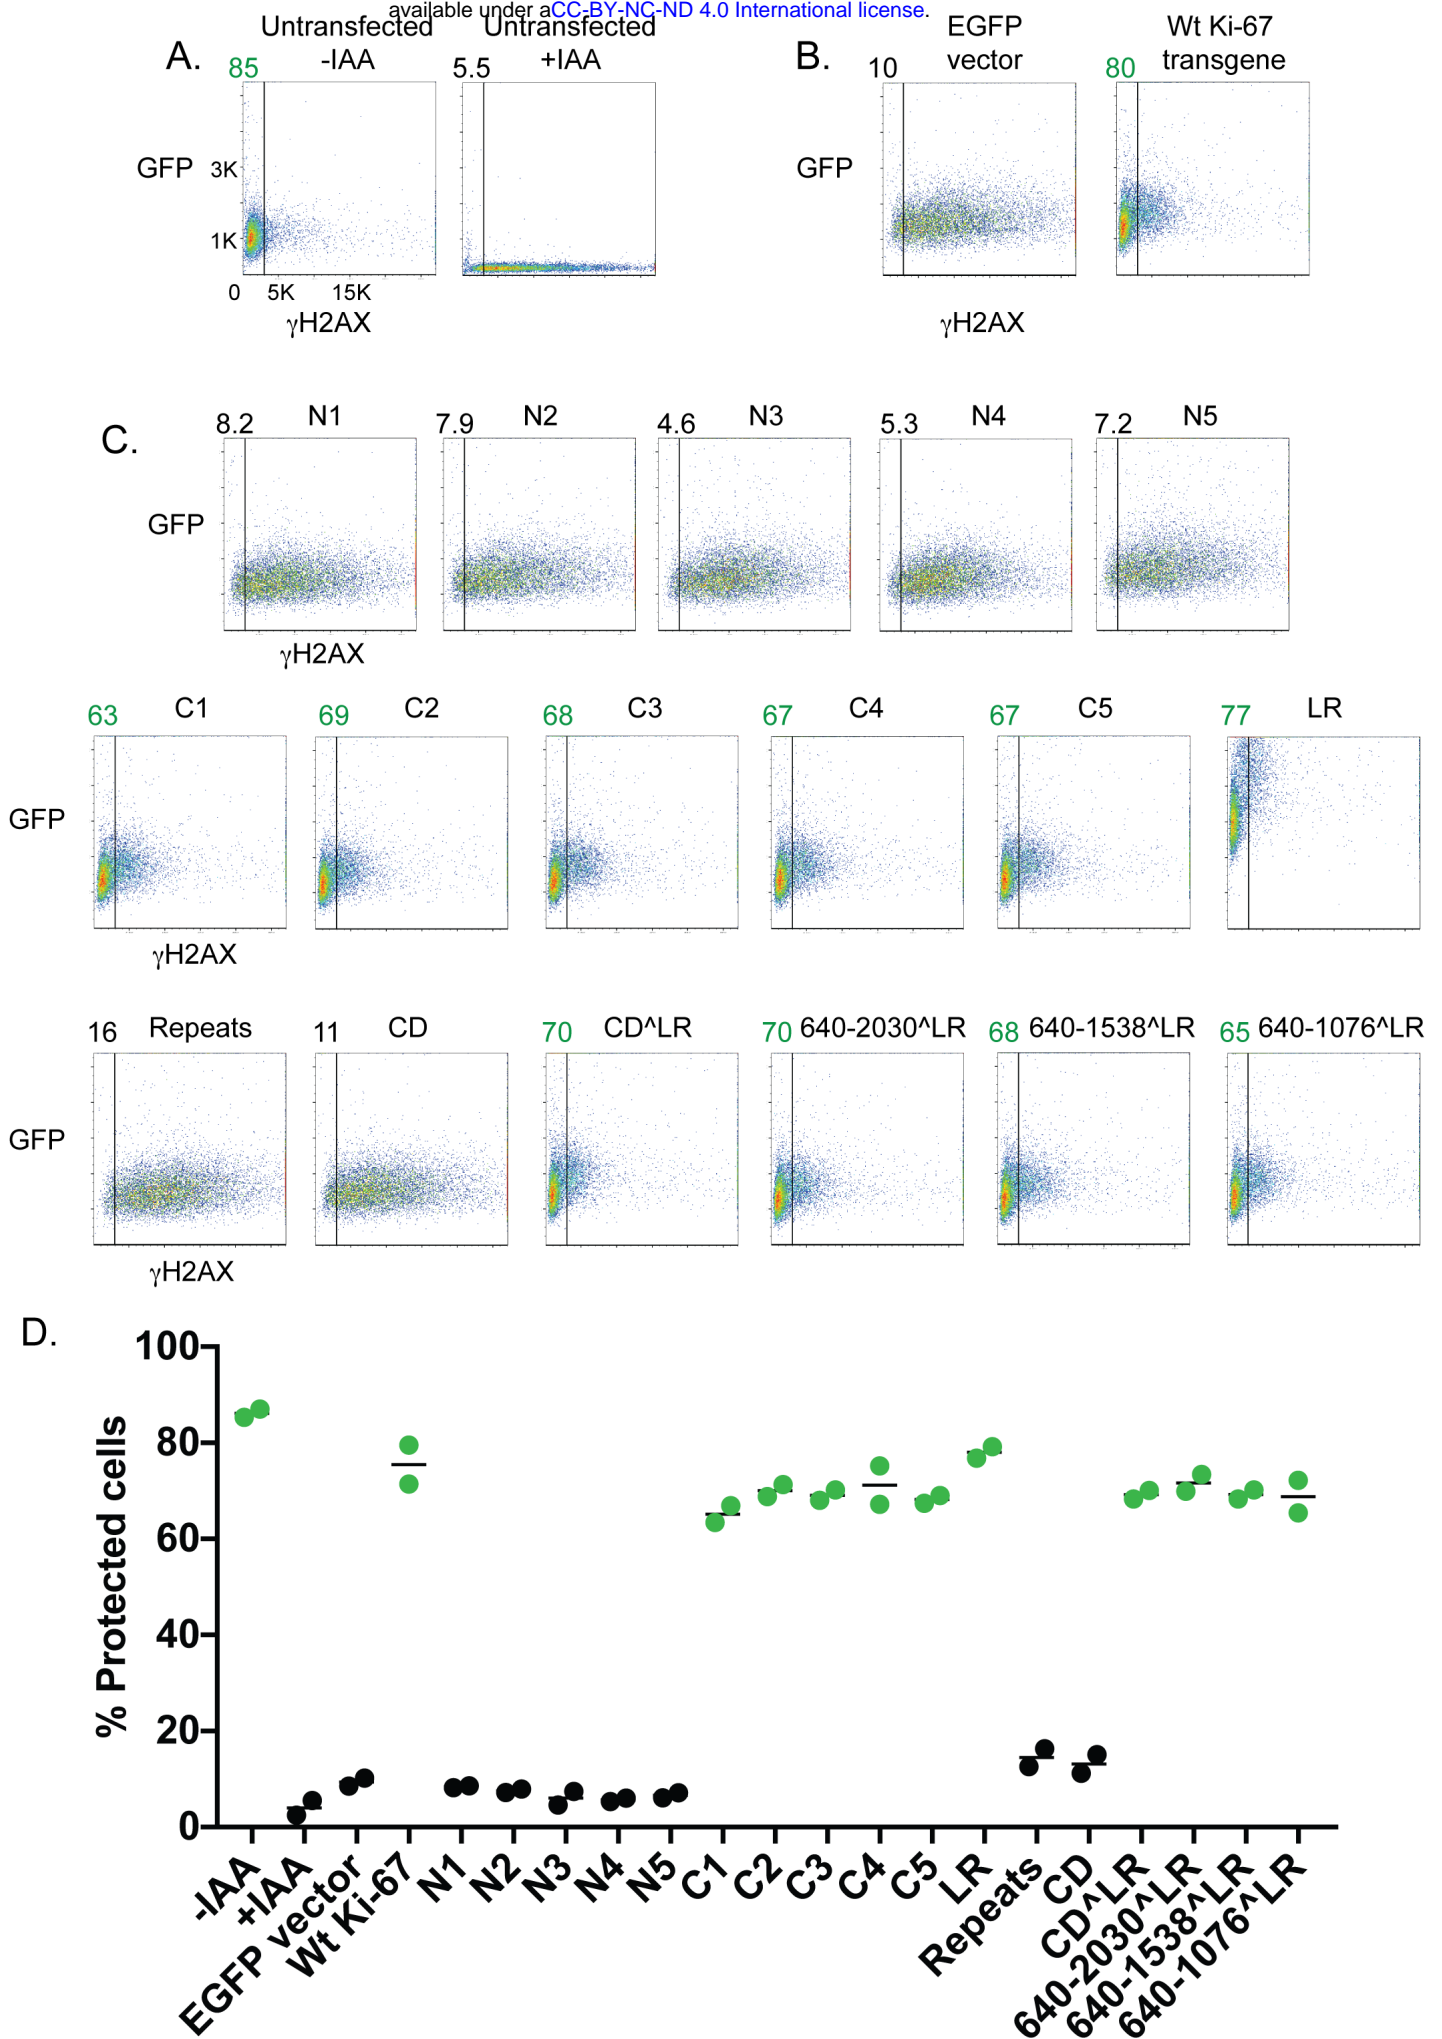 available under aCC-BY-NC-ND 4.0 International license.
A.
85
Untransfected
-IAA
5.5
Untransfected
+IAA
GFP
3K
1K
0 5K 15K
γH2AX
B.
10
EGFP
vector
80
Wt Ki-67
transgene
GFP
γH2AX
C.
8.2 N1
7.9 N2
4.6 N3
5.3 N4
7.2 N5
GFP
γH2AX
63 C1
69 C2
68 C3
67 C4
67 C5
77 LR
GFP
γH2AX
16 Repeats
11 CD
70 CD^LR
70 640-2030^LR
68 640-1538^LR
65 640-1076^LR
GFP
γH2AX
D.
% Protected cells
100
80
60
40
20
0
-IAA
+IAA
EGFP vector
Wt Ki-67
N1
N2
N3
N4
N5
C1
C2
C3
C4
C5
LR
Repeats
CD
CD^LR
640-2030^LR
640-1538^LR
640-1076^LR